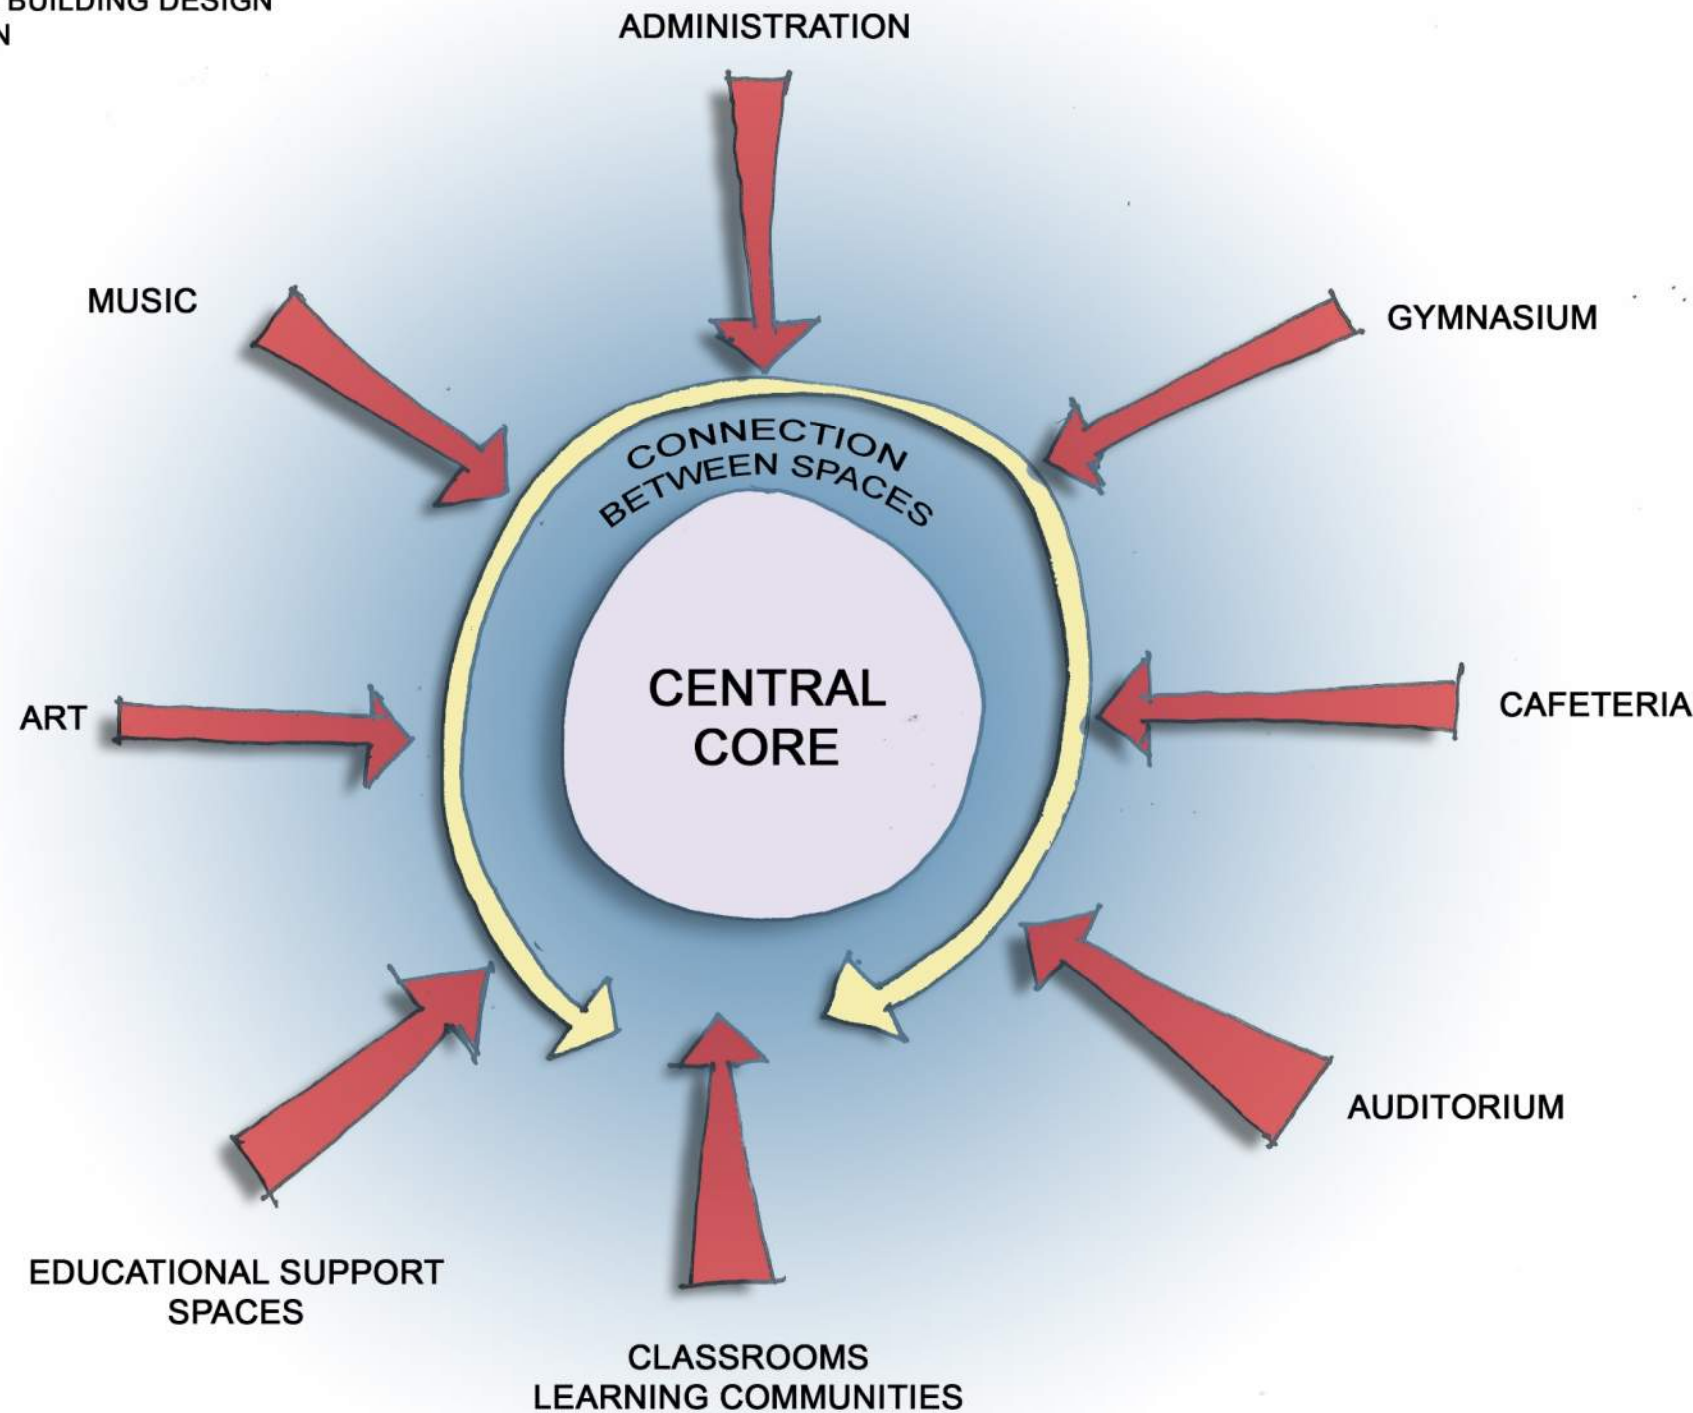 BUILDING DESIGN
N
ADMINISTRATION
MUSIC
GYMNASIUM
CONNECTION
BETWEEN SPACES
CENTRAL
CORE
ART
CAFETERIA
AUDITORIUM
EDUCATIONAL SUPPORT
SPACES
CLASSROOMS
LEARNING COMMUNITIES